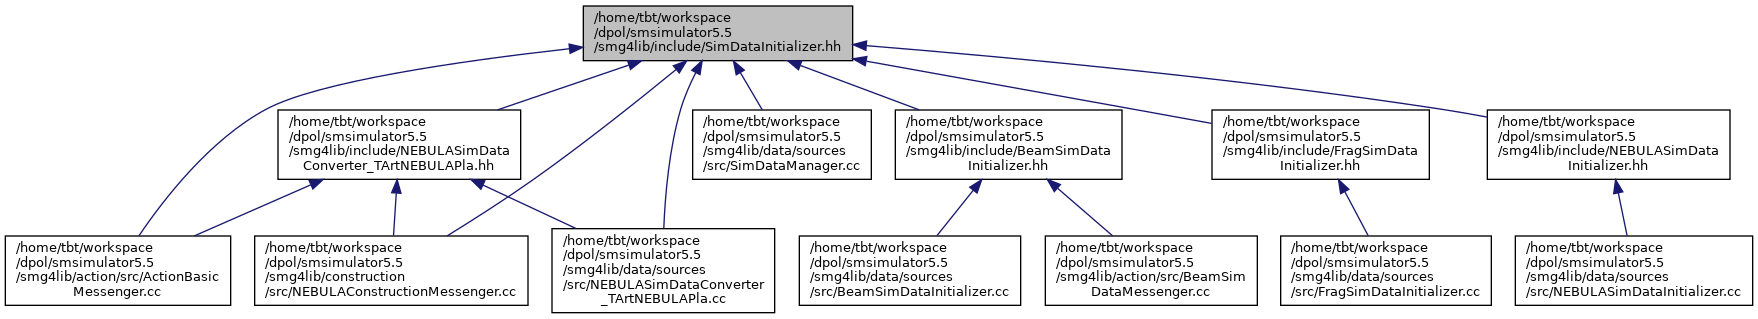 /home/tbt/workspace
/dpol/smsimulator5.5
/smg4lib/include/SimDataInitializer.hh
/home/tbt/workspace
/dpol/smsimulator5.5
/smg4lib/include/NEBULASimData
Converter_TArtNEBULAPla.hh
/home/tbt/workspace
/dpol/smsimulator5.5
/smg4lib/data/sources
/src/SimDataManager.cc
/home/tbt/workspace
/dpol/smsimulator5.5
/smg4lib/include/BeamSimData
Initializer.hh
/home/tbt/workspace
/dpol/smsimulator5.5
/smg4lib/include/FragSimData
Initializer.hh
/home/tbt/workspace
/dpol/smsimulator5.5
/smg4lib/include/NEBULASimData
Initializer.hh
/home/tbt/workspace
/dpol/smsimulator5.5
/smg4lib/action/src/ActionBasic
Messenger.cc
/home/tbt/workspace
/dpol/smsimulator5.5
/smg4lib/construction
/src/NEBULAConstructionMessenger.cc
/home/tbt/workspace
/dpol/smsimulator5.5
/smg4lib/data/sources
/src/NEBULASimDataConverter
_TArtNEBULAPla.cc
/home/tbt/workspace
/dpol/smsimulator5.5
/smg4lib/data/sources
/src/BeamSimDataInitializer.cc
/home/tbt/workspace
/dpol/smsimulator5.5
/smg4lib/action/src/BeamSim
DataMessenger.cc
/home/tbt/workspace
/dpol/smsimulator5.5
/smg4lib/data/sources
/src/FragSimDataInitializer.cc
/home/tbt/workspace
/dpol/smsimulator5.5
/smg4lib/data/sources
/src/NEBULASimDataInitializer.cc